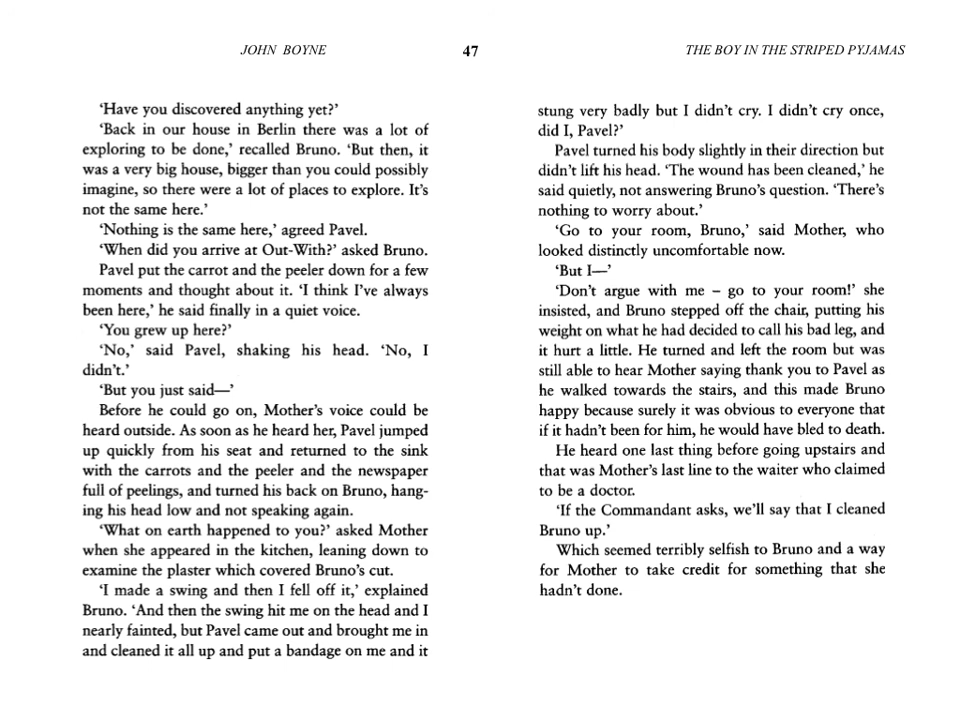 JOHN BOYNE
47
THE BOY IN THE STRIPED PYJAMAS
‘Have you discovered anything yet?’
‘Back in our house in Berlin there was a lot of
exploring to be done,’ recalled Bruno. ‘But then, it
was a very big house, bigger than you could possibly
imagine, so there were a lot of places to explore. It’s
not the same here.’
‘Nothing is the same here,’ agreed Pavel.
‘When did you arrive at Out-With?’ asked Bruno.
Pavel put the carrot and the peeler down for a few
moments and thought about it. ‘I think I’ve always
been here,’ he said finally in a quiet voice.
‘You grew up here?’
‘No,’ said Pavel, shaking his head. ‘No, I
didn’t.’
‘But you just said—’
Before he could go on, Mother’s voice could be
heard outside. As soon as he heard her, Pavel jumped
up quickly from his seat and returned to the sink
with the carrots and the peeler and the newspaper
full of peelings, and turned his back on Bruno, hang-
ing his head low and not speaking again.
‘What on earth happened to you?’ asked Mother
when she appeared in the kitchen, leaning down to
examine the plaster which covered Bruno’s cut.
‘I made a swing and then I fell off it,’ explained
Bruno. ‘And then the swing hit me on the head and I
nearly fainted, but Pavel came out and brought me in
and cleaned it all up and put a bandage on me and it
stung very badly but I didn’t cry. I didn’t cry once,
did I, Pavel?’
Pavel turned his body slightly in their direction but
didn’t lift his head. ‘The wound has been cleaned,’ he
said quietly, not answering Bruno’s question. ‘There’s
nothing to worry about.’
‘Go to your room, Bruno,’ said Mother, who
looked distinctly uncomfortable now.
‘But I—’
‘Don’t argue with me – go to your room!’ she
insisted, and Bruno stepped off the chair, putting his
weight on what he had decided to call his bad leg, and
it hurt a little. He turned and left the room but was
still able to hear Mother saying thank you to Pavel as
he walked towards the stairs, and this made Bruno
happy because surely it was obvious to everyone that
if it hadn’t been for him, he would have bled to death.
He heard one last thing before going upstairs and
that was Mother’s last line to the waiter who claimed
to be a doctor.
‘If the Commandant asks, we’ll say that I cleaned
Bruno up.’
Which seemed terribly selfish to Bruno and a way
for Mother to take credit for something that she
hadn’t done.